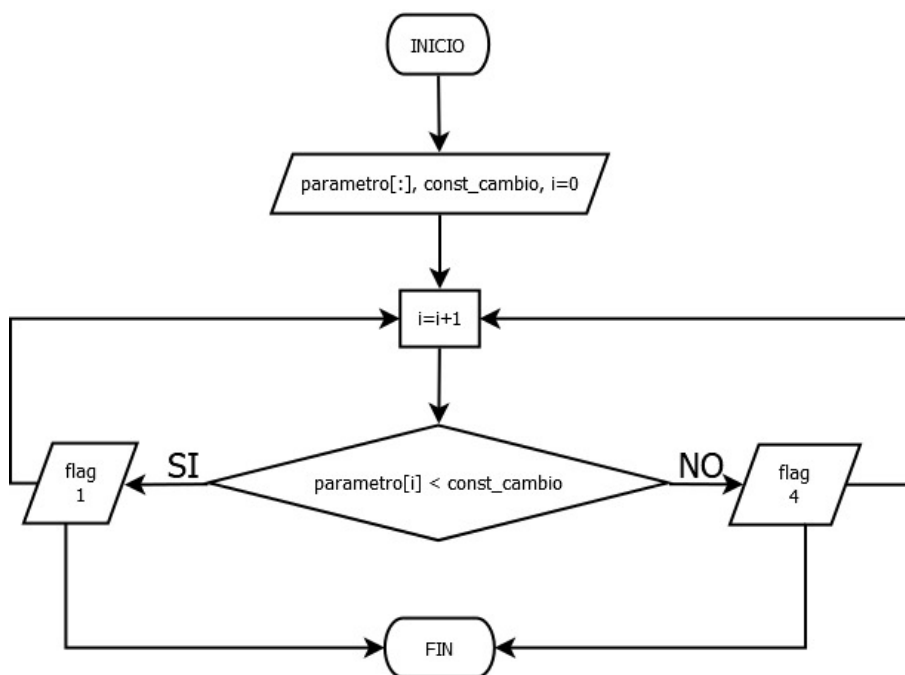 INICIO
parametro[:], const_cambio, i=0
i=i+1
SI
NO
flag
1
parametro[i] < const_cambio
flag
4
FIN